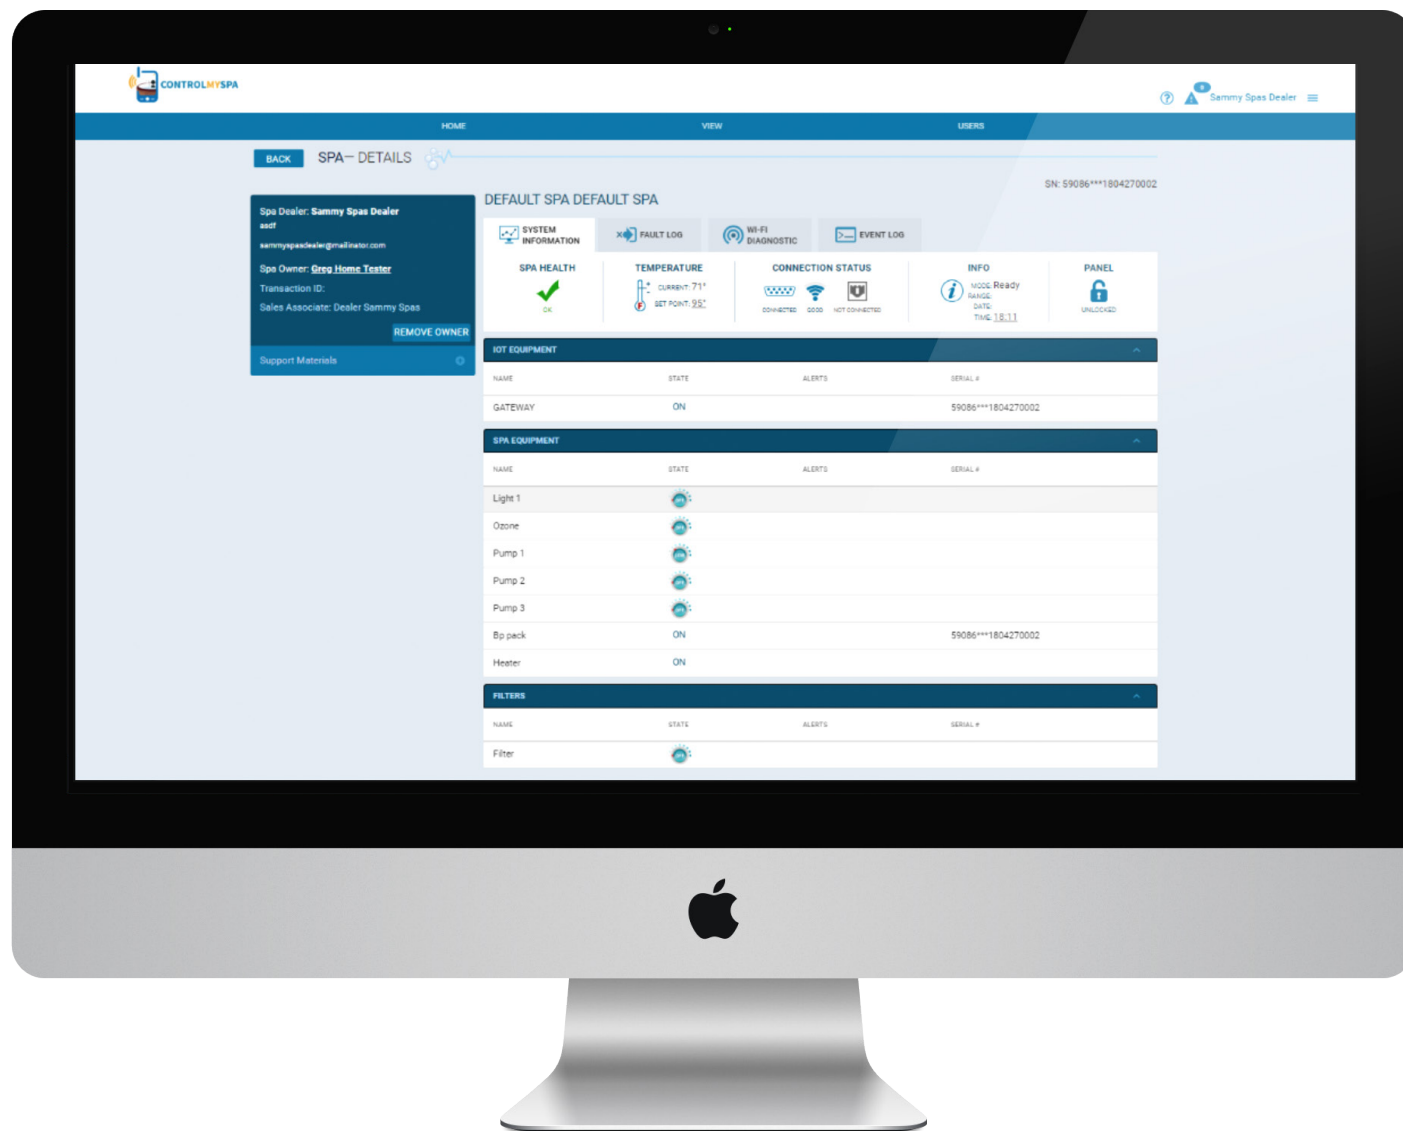 CONTROLMYSPA
Sammy Spas Dealer
HOME VIEW USERS
BACK SPA– DETAILS
SN: 59086***1804270002
Spa Dealer: Sammy Spas Dealer
asdf
sammyspasdealer@mailinator.com
Spa Owner: Greg Home Tester
Transaction ID:
Sales Associate: Dealer Sammy Spas
REMOVE OWNER
Support Materials
DEFAULT SPA DEFAULT SPA
SYSTEM INFORMATION
FAULT LOG
WI-FI DIAGNOSTIC
EVENT LOG
SPA HEALTH
OK
TEMPERATURE
CURRENT: 71°
SET POINT: 95°
F
CONNECTION STATUS
CONNECTED GOOD NOT CONNECTED
INFO
MODE: Ready
RANGE:
DATE:
TIME: 18:11
PANEL
UNLOCKED
IOT EQUIPMENT
NAME STATE ALERTS SERIAL #
GATEWAY ON 59086***1804270002
SPA EQUIPMENT
NAME STATE ALERTS SERIAL #
Light 1
Ozone
Pump 1
Pump 2
Pump 3
Bp pack ON 59086***1804270002
Heater ON
FILTERS
NAME STATE ALERTS SERIAL #
Filter